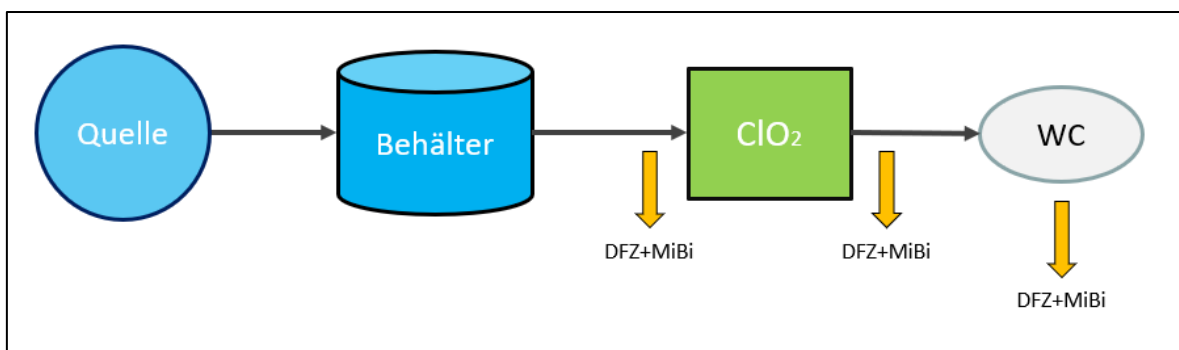 Quelle
Behälter
ClO₂
WC
DFZ+MiBi
DFZ+MiBi
DFZ+MiBi